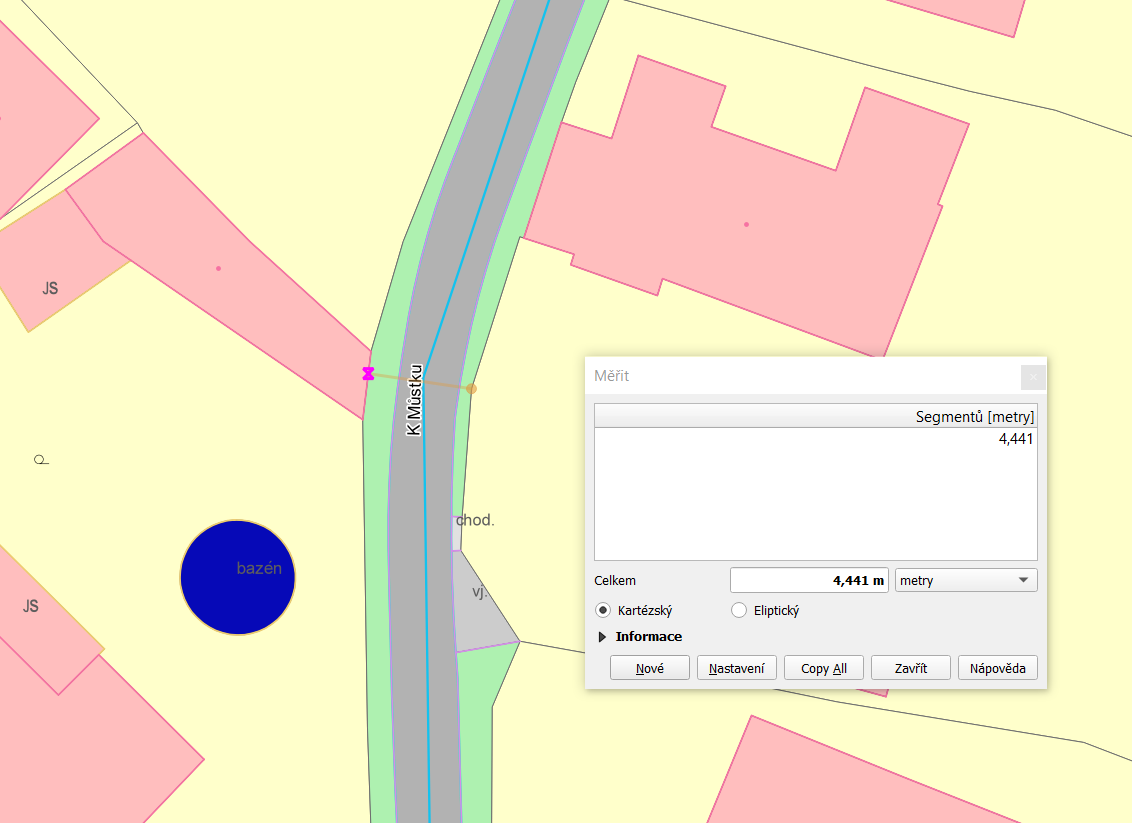 JS
Měřit
Segmentů [metry]
4,441
K Můstku
chod.
bazén
vj.
JS
Celkem
4,441 m
metry
Kartézský
Eliptický
Informace
Nové
Nastavení
Copy All
Zavřít
Nápověda